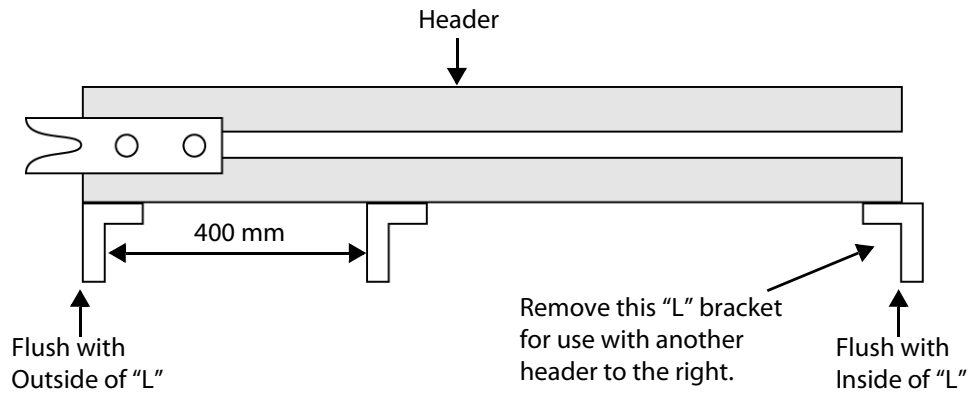 Header
400 mm
Flush with
Outside of “L”
Remove this “L” bracket
for use with another
header to the right.
Flush with
Inside of “L”